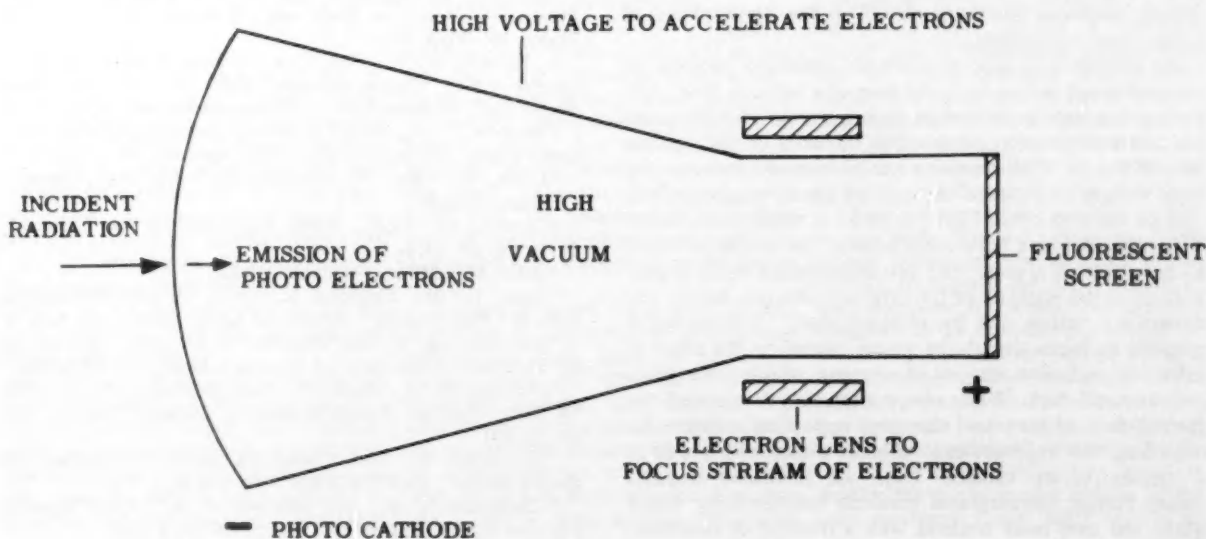 HIGH VOLTAGE TO ACCELERATE ELECTRONS
INCIDENT
RADIATION
EMISSION OF
PHOTO ELECTRONS
HIGH
VACUUM
FLUORESCENT
SCREEN
+
ELECTRON LENS TO
FOCUS STREAM OF ELECTRONS
- PHOTO CATHODE